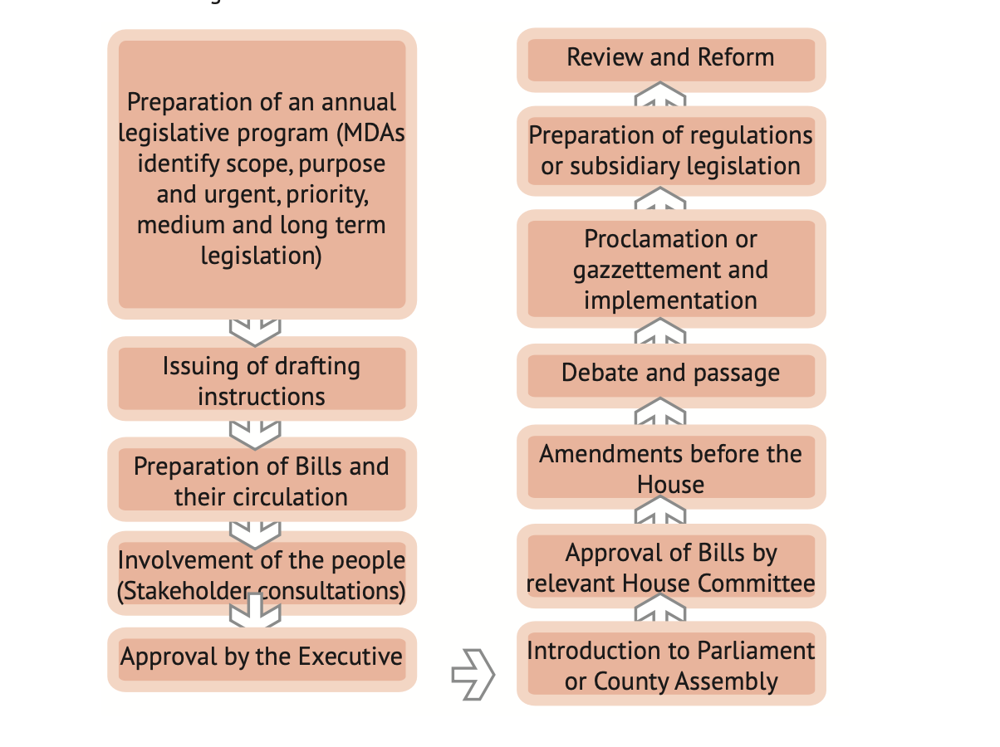 Preparation of an annual
legislative program (MDAs
identify scope, purpose
and urgent, priority,
medium and long term
legislation)
Issuing of drafting
instructions
Preparation of Bills and
their circulation
Involvement of the people
(Stakeholder consultations)
Approval by the Executive
Introduction to Parliament
or County Assembly
Approval of Bills by
relevant House Committee
Amendments before the
House
Debate and passage
Proclamation or
gazzettement and
implementation
Preparation of regulations
or subsidiary legislation
Review and Reform